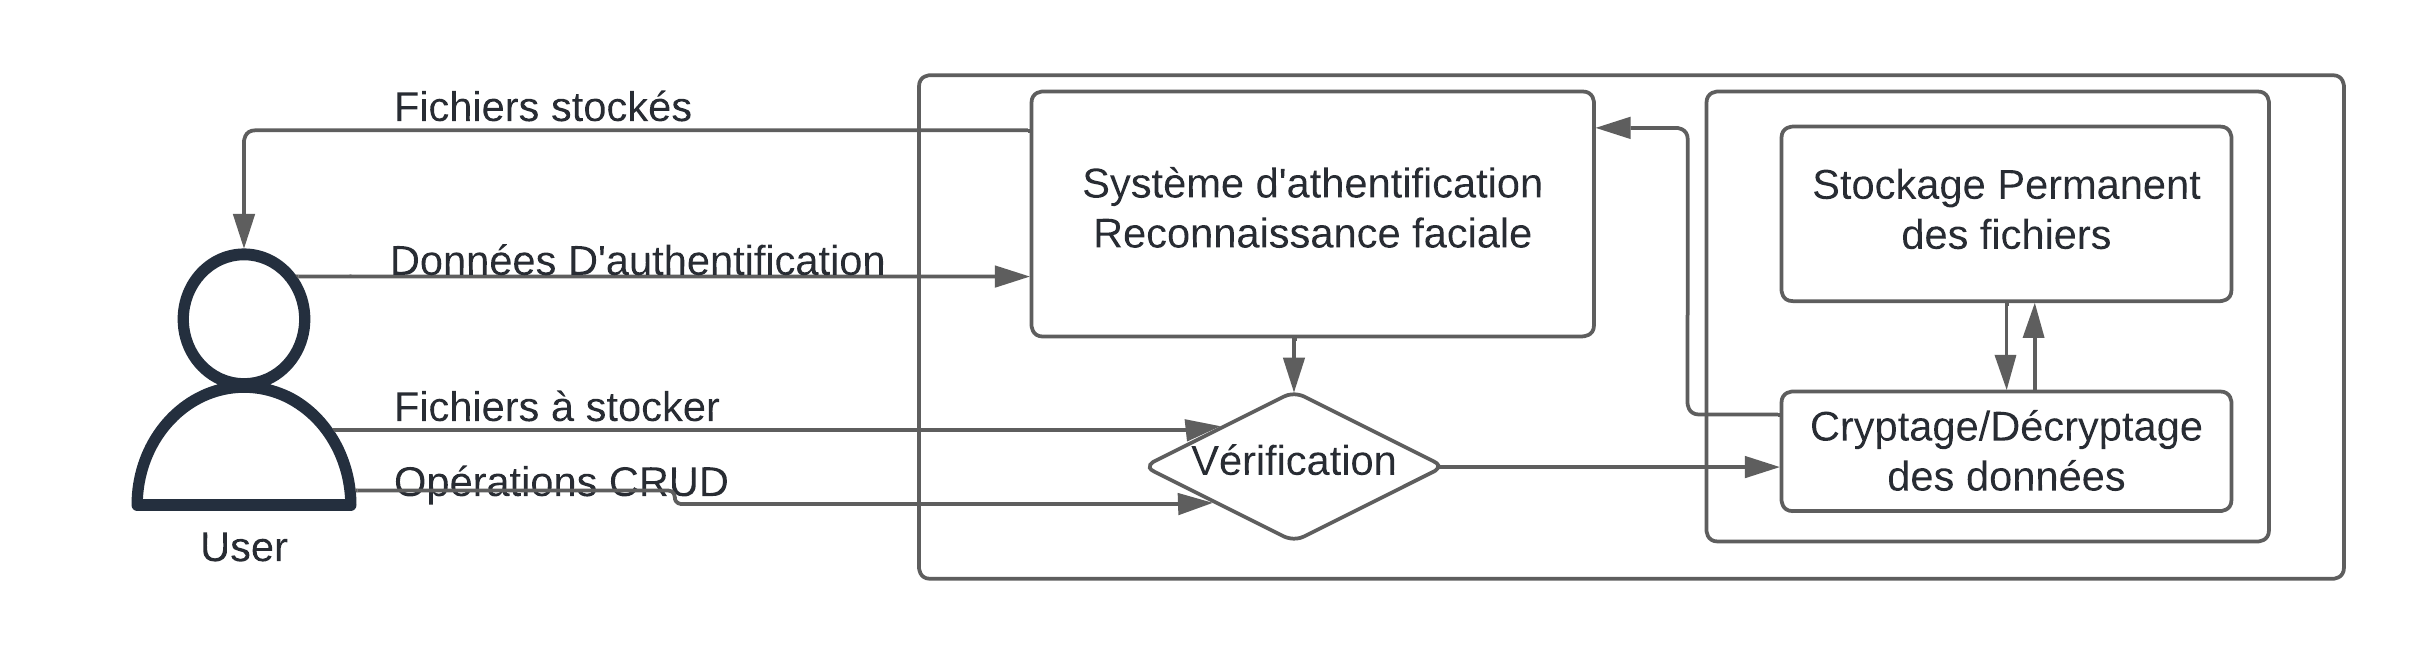 Fichiers stockés
Données D'authentification
Fichiers à stocker
Opérations CRUD
User
Système d'athentification
Reconnaissance faciale
Vérification
Stockage Permanent
des fichiers
Cryptage/Décryptage
des données